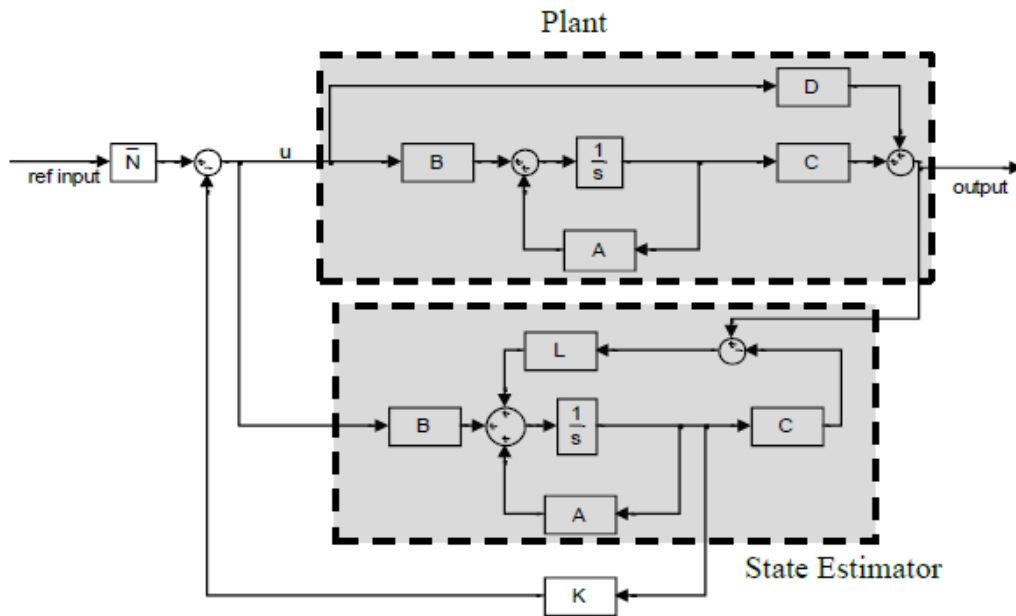 Plant
D
N̄
u
B
1
s
C
ref input
output
A
L
B
1
s
C
A
State Estimator
K